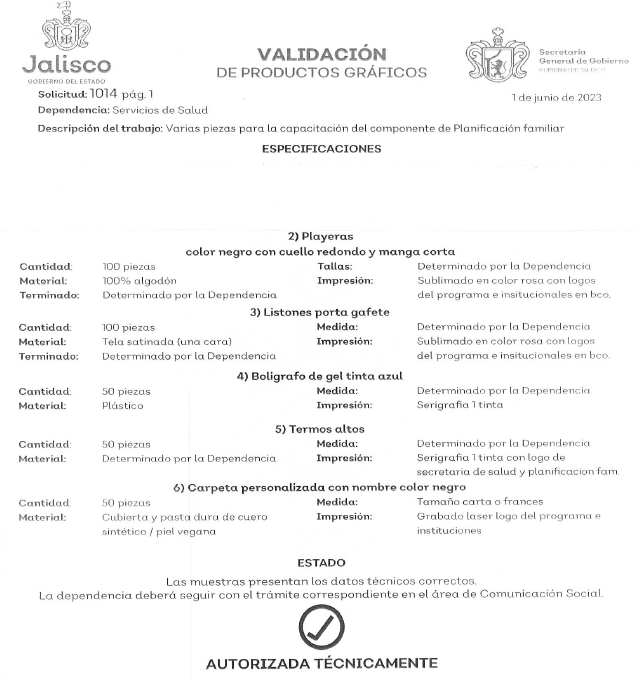 Jalisco
GOBIERNO DEL ESTADO
VALIDACIÓN
DE PRODUCTOS GRÁFICOS
Secretaría
General de Gobierno
GOBIERNO DE JALISCO
Solicitud: 1014 pág. 1
1 de junio de 2023
Dependencia: Servicios de Salud
Descripción del trabajo: Varias piezas para la capacitación del componente de Planificación familiar
ESPECIFICACIONES
2) Playeras
color negro con cuello redondo y manga corta
Cantidad: 100 piezas Tallas: Determinado por la Dependencia
Material: 100% algodón Impresión: Sublimado en color rosa con logos
Terminado: Determinado por la Dependencia del programa e insitucionales en bco.
3) Listones porta gafete
Cantidad: 100 piezas Medida: Determinado por la Dependencia
Material: Tela satinada (una cara) Impresión: Sublimado en color rosa con logos
Terminado: Determinado por la Dependencia del programa e insitucionales en bco.
4) Boligrafo de gel tinta azul
Cantidad: 50 piezas Medida: Determinado por la Dependencia
Material: Plástico Impresión: Serigrafia 1 tinta
5) Termos altos
Cantidad: 50 piezas Medida: Determinado por la Dependencia
Material: Determinado por la Dependencia Impresión: Serigrafia 1 tinta con logo de
secretaria de salud y planificacion fam.
6) Carpeta personalizada con nombre color negro
Cantidad: 50 piezas Medida: Tamaño carta o frances
Material: Cubierta y pasta dura de cuero Impresión: Grabado laser logo del programa e
sintético / piel vegana instituciones
ESTADO
Las muestras presentan los datos técnicos correctos.
La dependencia deberá seguir con el trámite correspondiente en el área de Comunicación Social.
AUTORIZADA TÉCNICAMENTE